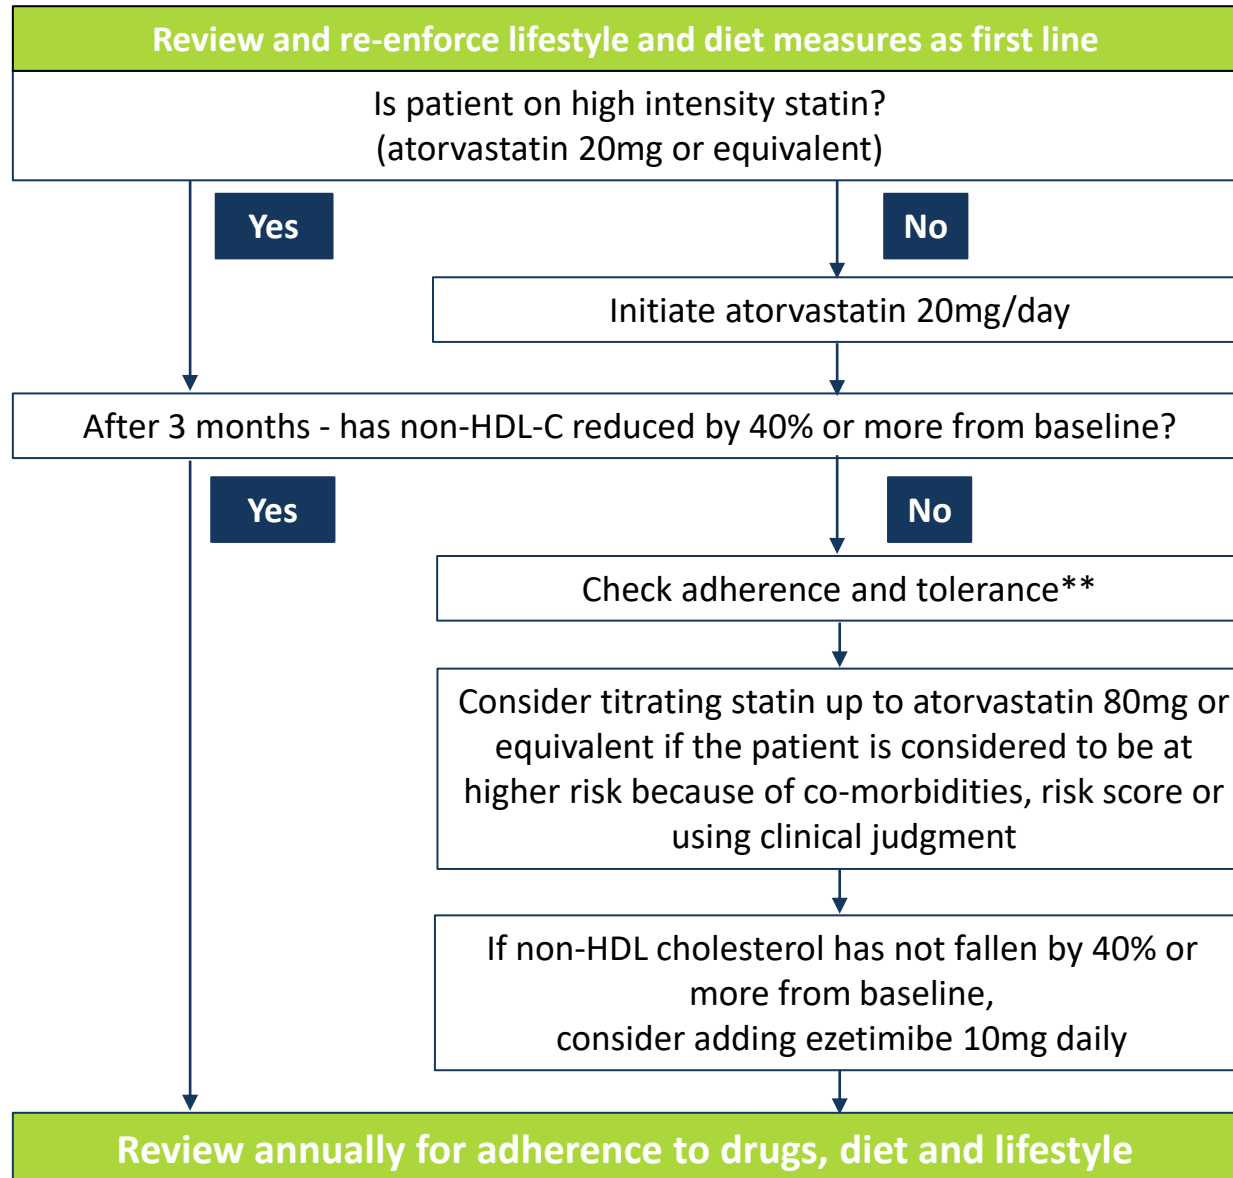 Review and re-enforce lifestyle and diet measures as first line
Is patient on high intensity statin?
(atorvastatin 20mg or equivalent)
Yes
No
Initiate atorvastatin 20mg/day
After 3 months - has non-HDL-C reduced by 40% or more from baseline?
Yes
No
Check adherence and tolerance**
Consider titrating statin up to atorvastatin 80mg or
equivalent if the patient is considered to be at
higher risk because of co-morbidities, risk score or
using clinical judgment
If non-HDL cholesterol has not fallen by 40% or
more from baseline,
consider adding ezetimibe 10mg daily
Review annually for adherence to drugs, diet and lifestyle